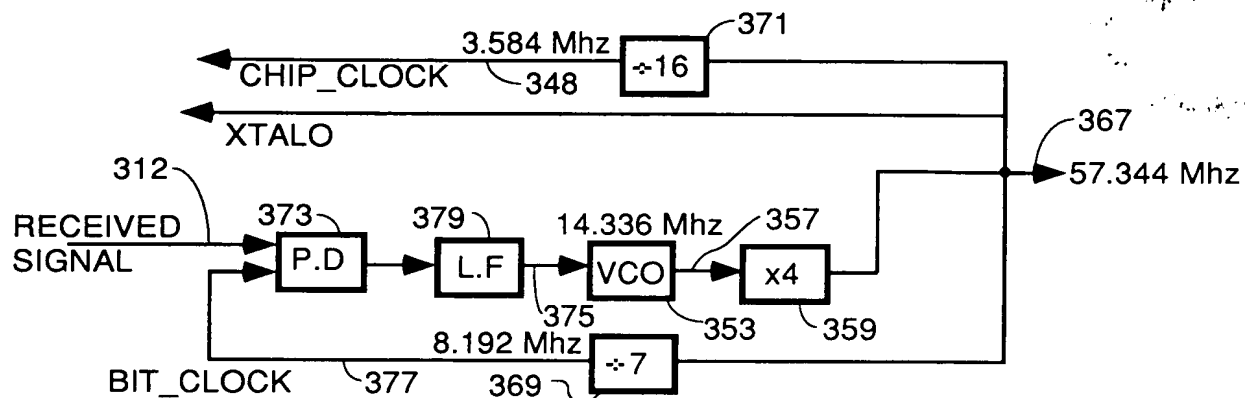 371
3.584 Mhz
÷16
CHIP_CLOCK
348
XTALO
367
57.344 Mhz
312
RECEIVED
SIGNAL
373
P.D
379
L.F
375
14.336 Mhz
357
VCO
353
x4
359
8.192 Mhz
÷7
BIT_CLOCK
377
369